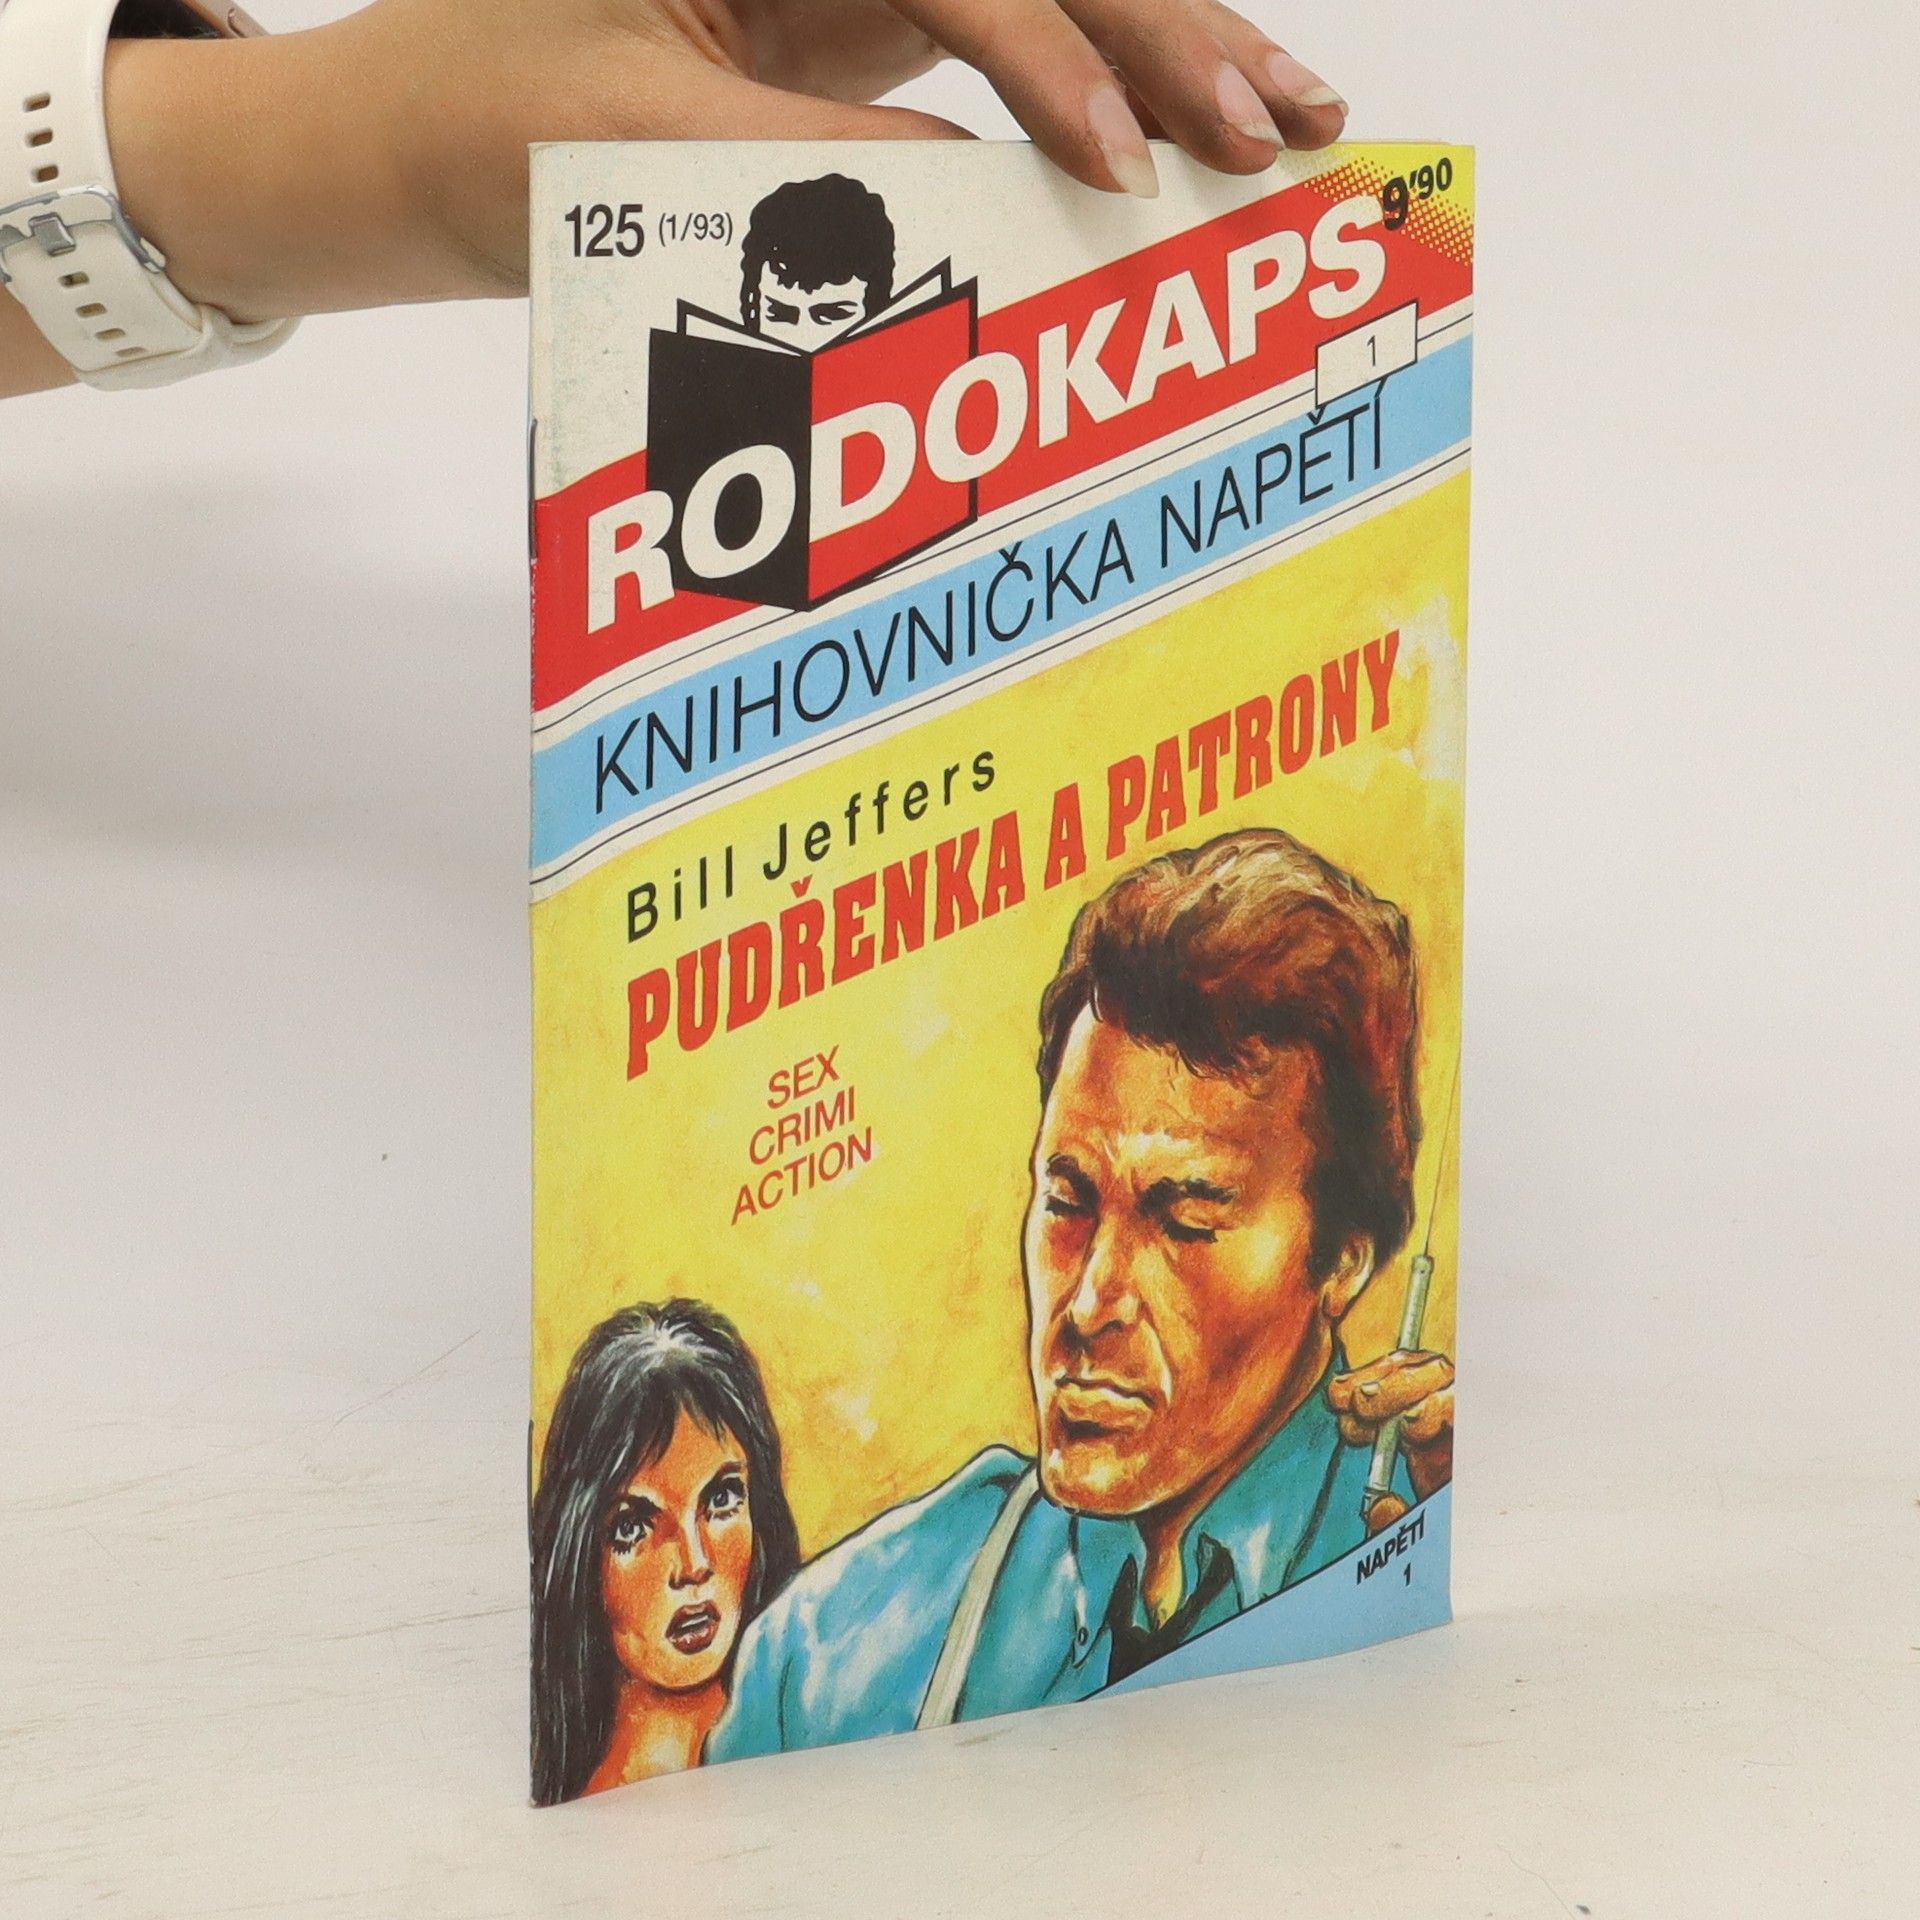 125 (1/93)
9'90
RODOKAPS
1
KNIHOVNIČKA NAPĚTÍ
Bill Jeffers
PUDŘENKA A PATRONY
SEX
CRIMI
ACTION
NAPĚTÍ
1